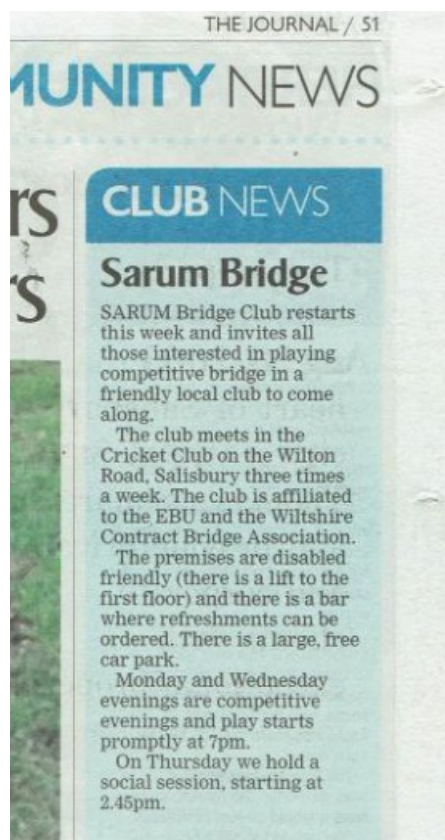 THE JOURNAL / 51
MUNITY NEWS
rs
rs
CLUB NEWS
Sarum Bridge
SARUM Bridge Club restarts
this week and invites all
those interested in playing
competitive bridge in a
friendly local club to come
along.
The club meets in the
Cricket Club on the Wilton
Road, Salisbury three times
a week. The club is affiliated
to the EBU and the Wiltshire
Contract Bridge Association.
The premises are disabled
friendly (there is a lift to the
first floor) and there is a bar
where refreshments can be
ordered. There is a large, free
car park.
Monday and Wednesday
evenings are competitive
evenings and play starts
promptly at 7pm.
On Thursday we hold a
social session, starting at
2.45pm.